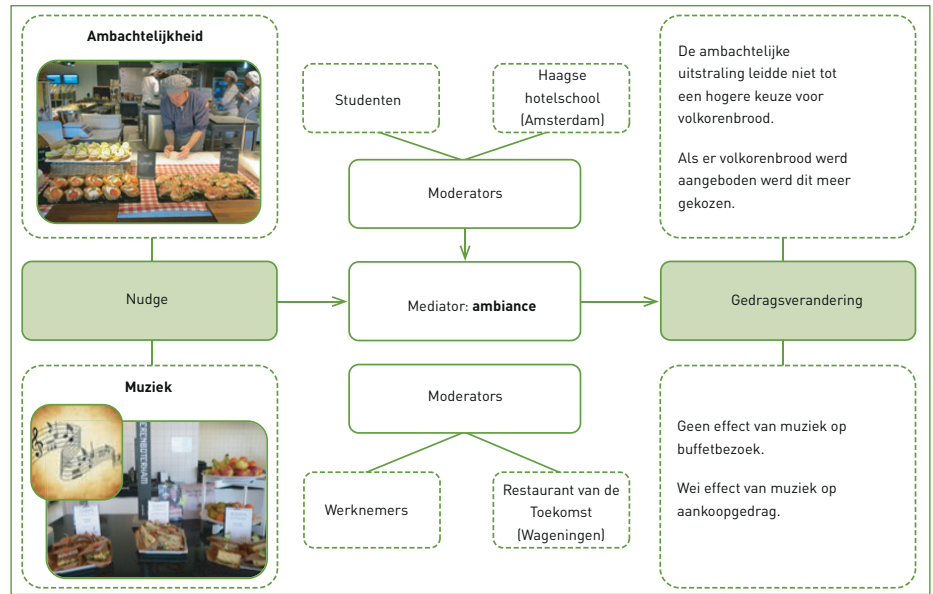 Ambachtelijkheid
Studenten
Haagse
hotelschool
(Amsterdam)
De ambachtelijke
uitstraling leidde niet tot
een hogere keuze voor
volkorenbrood.
Als er volkorenbrood werd
aangeboden werd dit meer
gekozen.
Moderators
Nudge
Mediator: ambiance
Gedragsverandering
Muziek
ERENBOTERHAM
Moderators
Werknemers
Restaurant van de
Toekomst
(Wageningen)
Geen effect van muziek op
buffetbezoek.
Wei effect van muziek op
aankoopgedrag.